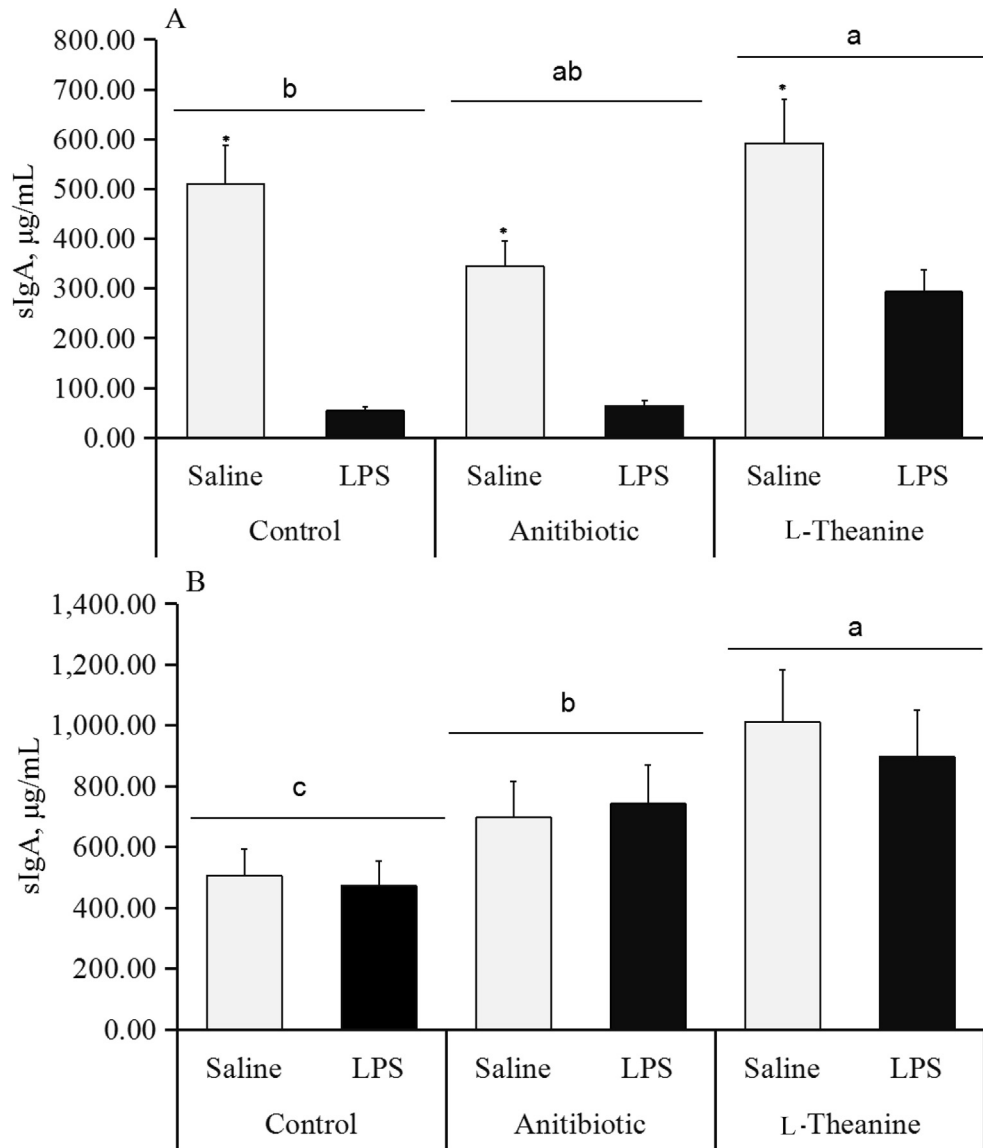 A
800.00
700.00
600.00
500.00
400.00
300.00
200.00
100.00
0.00
sIgA, µg/mL
b
ab
a
*
*
*
Saline LPS Saline LPS Saline LPS
Control Anitibiotic L-Theanine
B
1,400.00
1,200.00
1,000.00
800.00
600.00
400.00
200.00
0.00
sIgA, µg/mL
c
b
a
Saline LPS Saline LPS Saline LPS
Control Anitibiotic L-Theanine